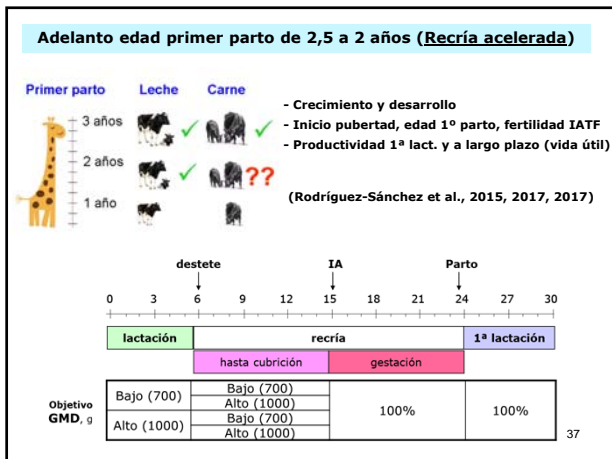 Adelanto edad primer parto de 2,5 a 2 años (Recría acelerada)
Primer parto Leche Carne
3 años
2 años
??
1 año
- Crecimiento y desarrollo
- Inicio pubertad, edad 1º parto, fertilidad IATF
- Productividad 1ª lact. y a largo plazo (vida útil)
(Rodríguez-Sánchez et al., 2015, 2017, 2017)
destete IA Parto
0 3 6 9 12 15 18 21 24 27 30
lactación recría 1ª lactación
hasta cubrición gestación
Objetivo GMD, g
Bajo (700) Bajo (700) 100% 100%
Alto (1000)
Alto (1000) Bajo (700)
Alto (1000)
37